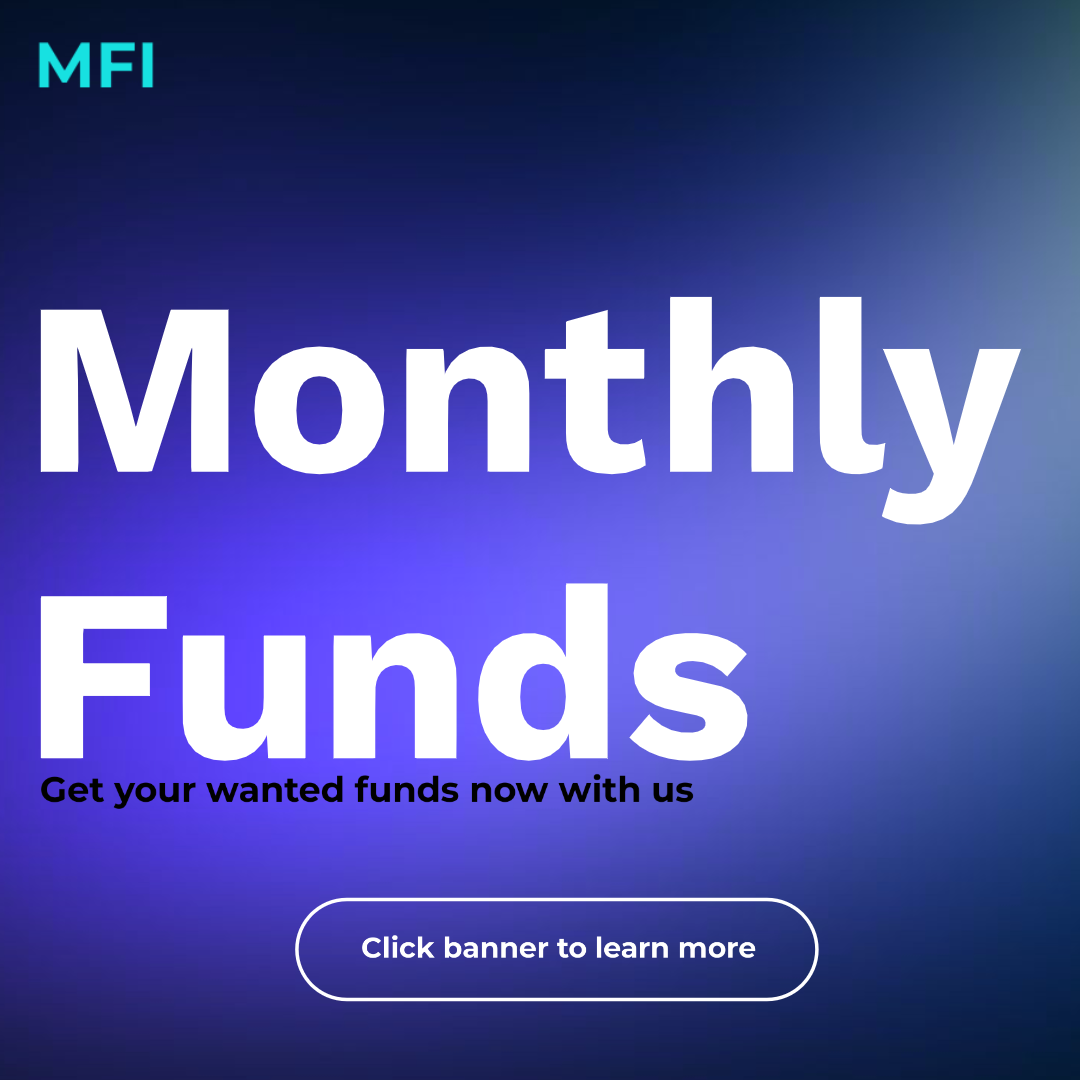 MFI
Monthly
Funds
Get your wanted funds now with us
Click banner to learn more